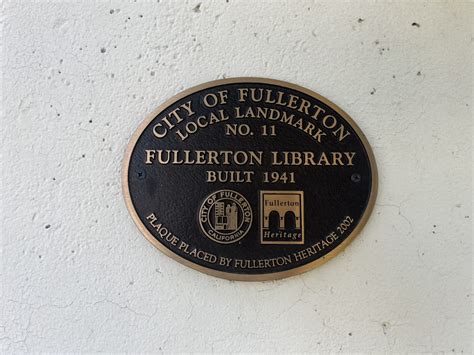 CITY OF FULLERTON
LOCAL LANDMARK
NO. 11
FULLERTON LIBRARY
BUILT 1941
CITY OF FULLERTON
CALIFORNIA
Fullerton
Heritage
PLAQUE PLACED BY FULLERTON HERITAGE 2002